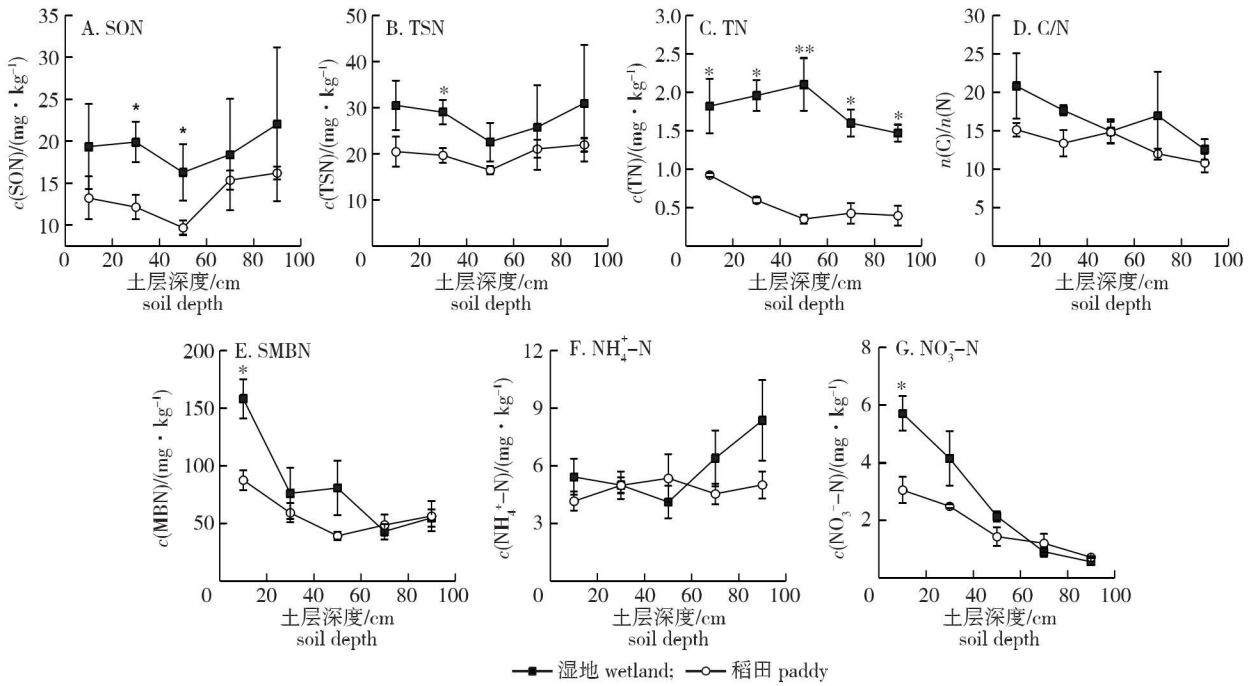 A. SON
c(SON)/(mg·kg⁻¹)
35
30
25
20
15
10
* *
0 20 40 60 80 100
土层深度/cm
soil depth
B. TSN
c(TSN)/(mg·kg⁻¹)
50
40
30
20
10
*
0 20 40 60 80 100
土层深度/cm
soil depth
C. TN
c(TN)/(mg·kg⁻¹)
3.0
2.5
2.0
1.5
1.0
0.5
* * ** * *
0 20 40 60 80 100
土层深度/cm
soil depth
D. C/N
n(C)/n(N)
30
25
20
15
10
5
0 20 40 60 80 100
土层深度/cm
soil depth
E. SMBN
c(MBN)/(mg·kg⁻¹)
200
150
100
50
*
0 20 40 60 80 100
土层深度/cm
soil depth
F. NH₄⁺–N
c(NH₄⁺–N)/(mg·kg⁻¹)
12
9
6
3
0 20 40 60 80 100
土层深度/cm
soil depth
G. NO₃⁻–N
c(NO₃⁻–N)/(mg·kg⁻¹)
8
6
4
2
*
0 20 40 60 80 100
土层深度/cm
soil depth
湿地 wetland; 稻田 paddy